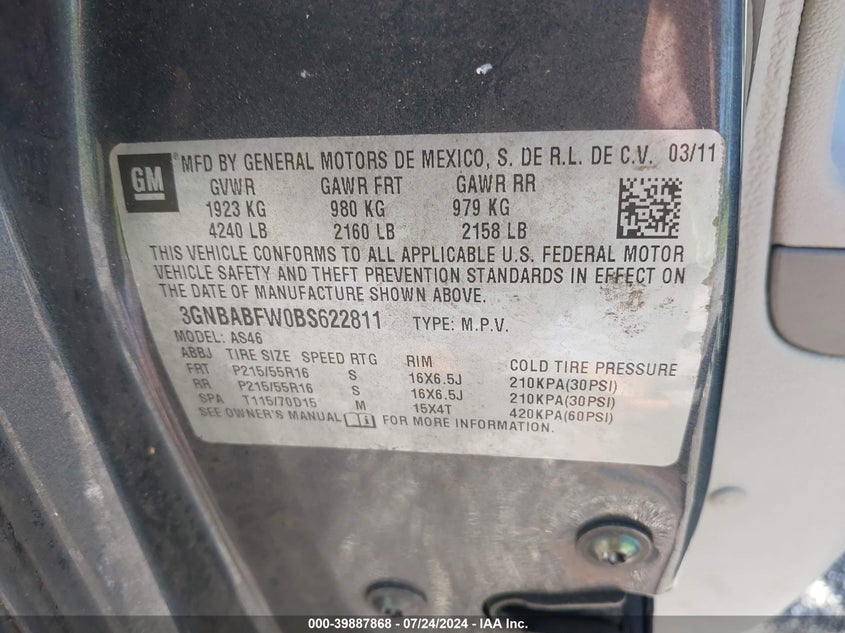 GM
® MFD BY GENERAL MOTORS DE MEXICO, S. DE R.L. DE C.V. 03/11
GVWR GAWR FRT GAWR RR
1923 KG 980 KG 979 KG
4240 LB 2160 LB 2158 LB
THIS VEHICLE CONFORMS TO ALL APPLICABLE U.S. FEDERAL MOTOR
VEHICLE SAFETY AND THEFT PREVENTION STANDARDS IN EFFECT ON
THE DATE OF MANUFACTURE SHOWN ABOVE.
3GNBABFW0BS622811 TYPE: M.P.V.
MODEL: AS46
ABBJ TIRE SIZE SPEED RTG RIM COLD TIRE PRESSURE
FRT P215/55R16 S 16X6.5J 210KPA(30PSI)
RR P215/55R16 S 16X6.5J 210KPA(30PSI)
SPA T115/70D15 M 15X4T 420KPA(60PSI)
SEE OWNER'S MANUAL FOR MORE INFORMATION.
000-39887868 - 07/24/2024 - IAA Inc.